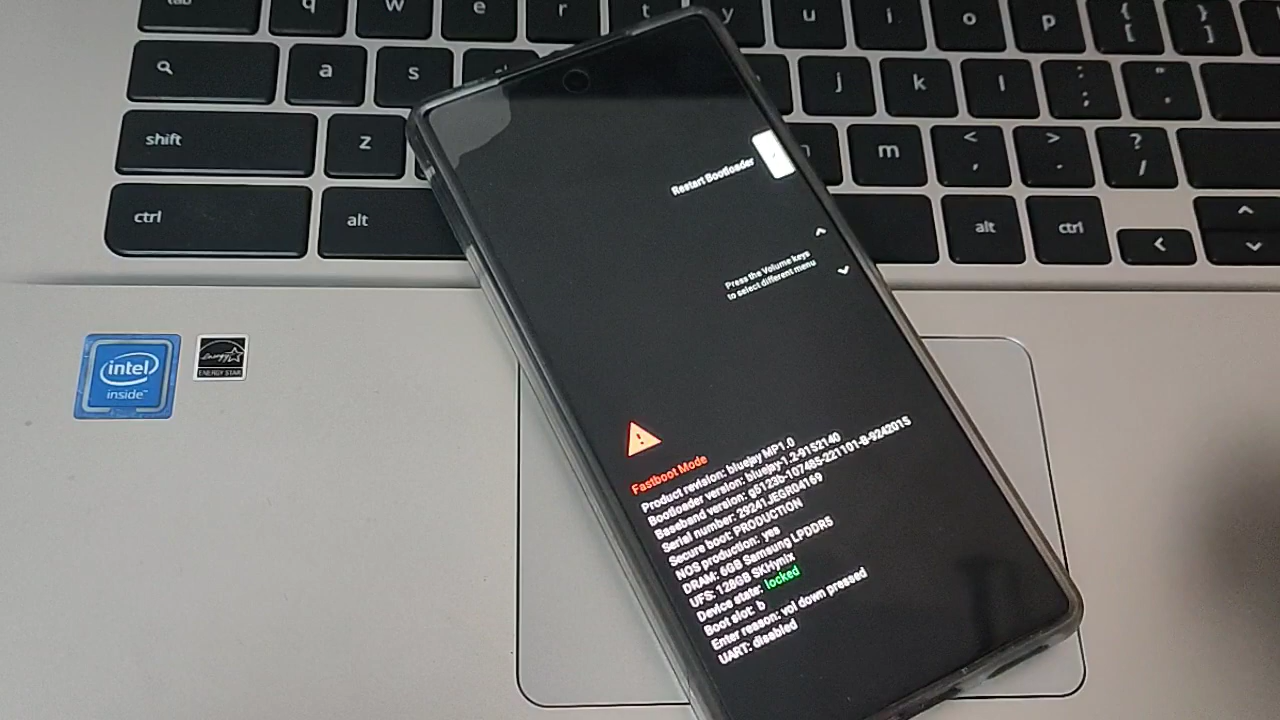 tab q w e r t y u i o p { [ } ]
a s j k l : ; " '
shift z m < , > . ? /
ctrl alt alt ctrl
intel
inside™
energy
ENERGY STAR
Restart Bootloader
Press the Volume keys
to select different menu
Fastboot Mode
Product revision: bluejay MP1.0
Bootloader version: bluejay-1.2-9152140
Baseband version: g5123b-107485-221101-B-9242015
Serial number: 29241JEGR04169
Secure boot: PRODUCTION
NOS production: yes
DRAM: 6GB Samsung LPDDR5
UFS: 128GB SKHynix
Device state: locked
Boot slot: b
Enter reason: vol down pressed
UART: disabled